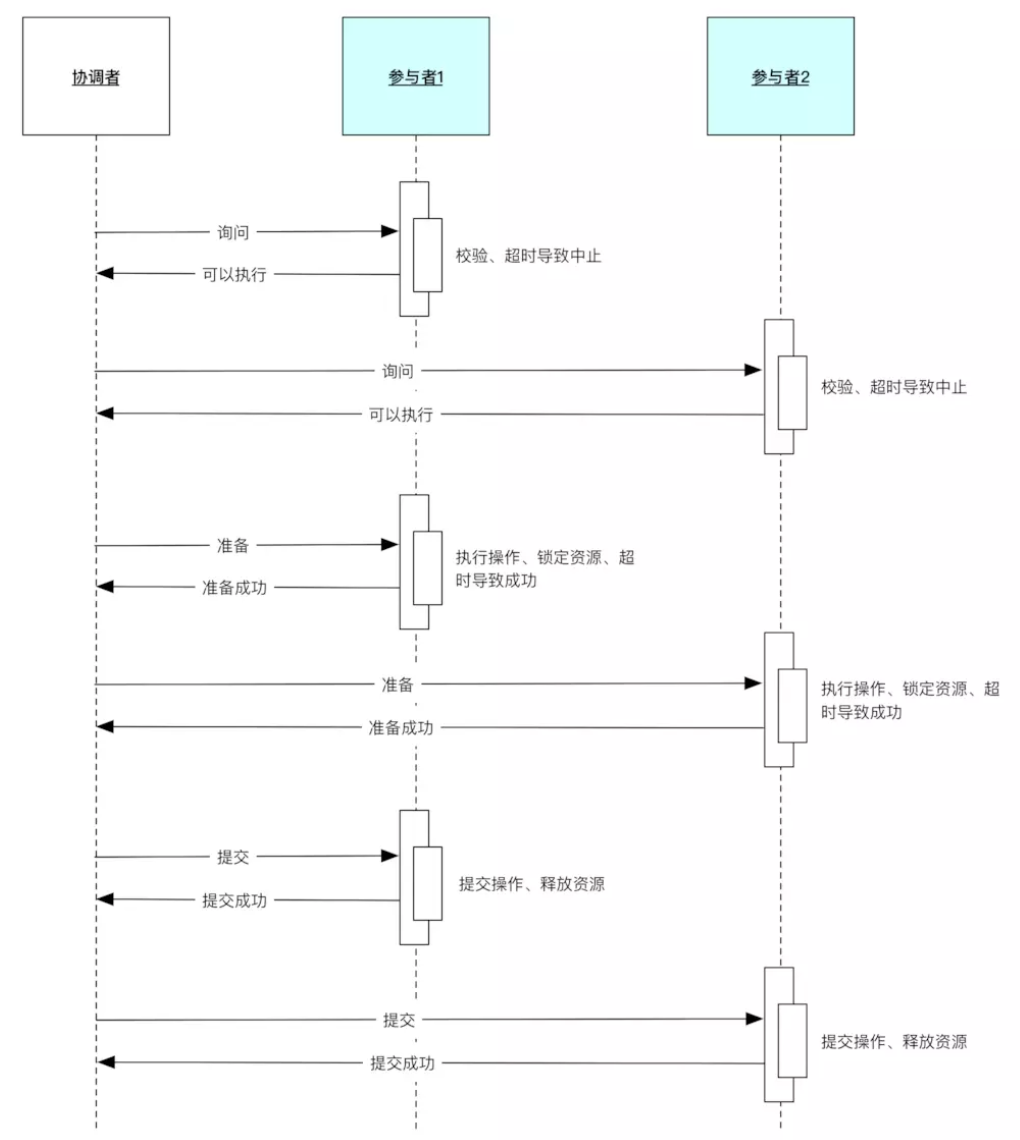 协调者
参与者1
参与者2
询问
可以执行
校验、超时导致中止
询问
可以执行
校验、超时导致中止
准备
准备成功
执行操作、锁定资源、超
时导致成功
准备
准备成功
执行操作、锁定资源、超
时导致成功
提交
提交成功
提交操作、释放资源
提交
提交成功
提交操作、释放资源